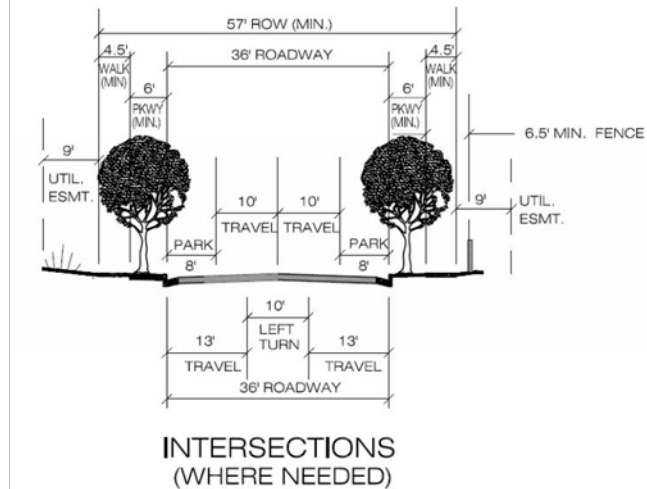 57' ROW (MIN.)
4.5'
WALK
(MIN)
36' ROADWAY
4.5'
WALK
(MIN)
6'
PKWY
(MIN.)
6'
PKWY
(MIN.)
6.5' MIN. FENCE
9'
UTIL.
ESMT.
10'
TRAVEL
10'
TRAVEL
9'
UTIL.
ESMT.
PARK
8'
PARK
8'
10'
LEFT
TURN
13'
TRAVEL
13'
TRAVEL
36' ROADWAY
INTERSECTIONS
(WHERE NEEDED)